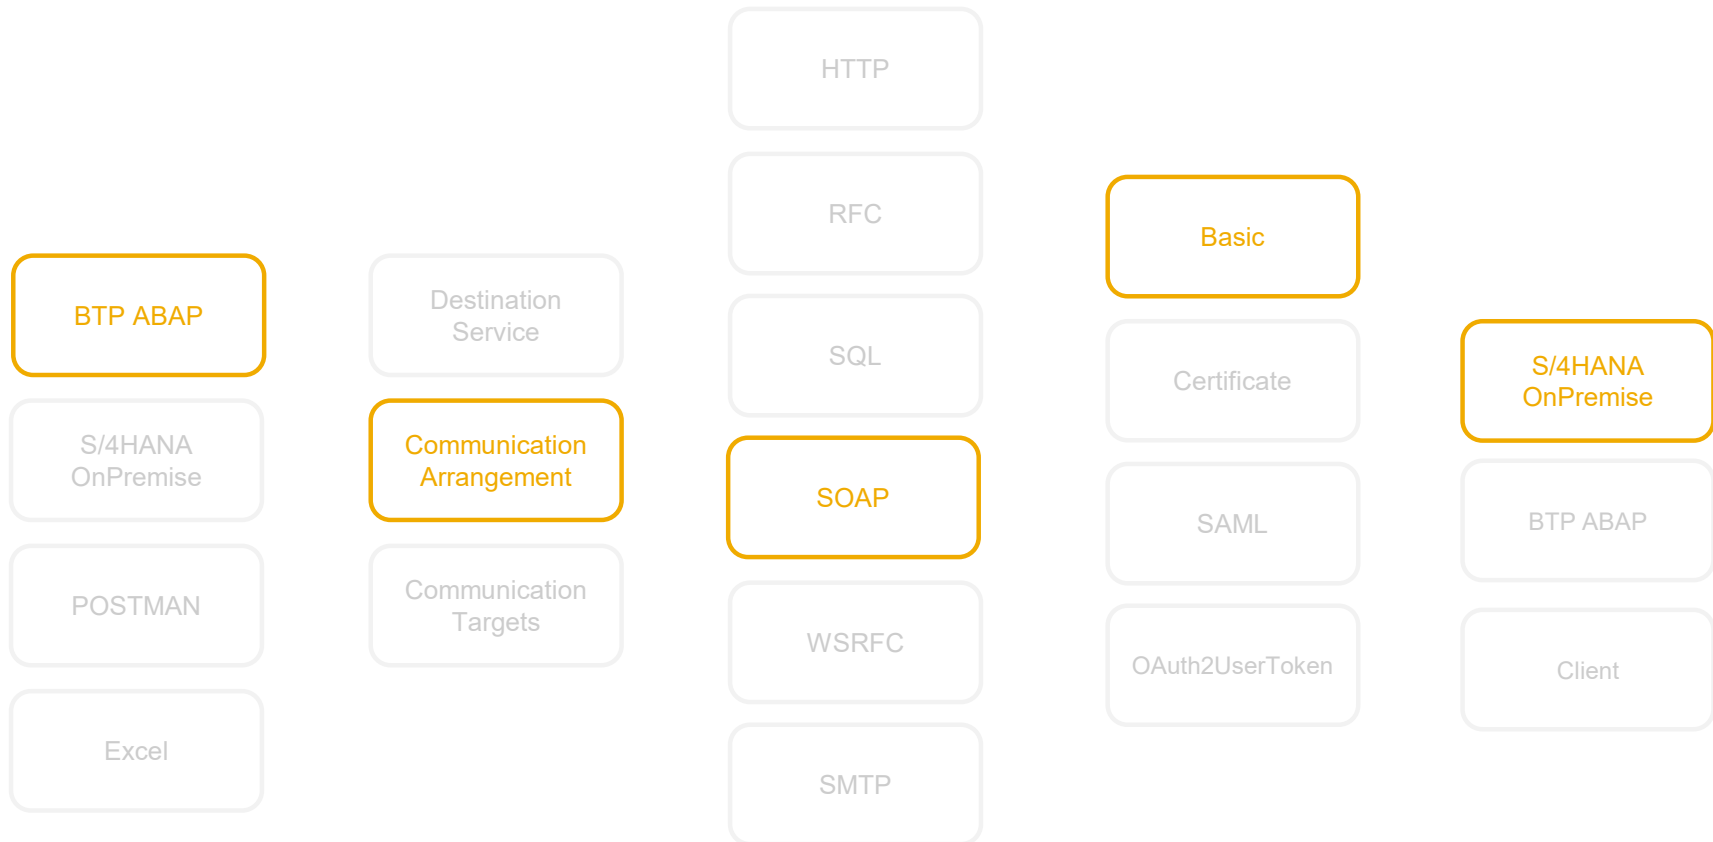 BTP ABAP
S/4HANA
OnPremise
POSTMAN
Excel
Destination
Service
Communication
Arrangement
Communication
Targets
HTTP
RFC
SQL
SOAP
WSRFC
SMTP
Basic
Certificate
SAML
OAuth2UserToken
S/4HANA
OnPremise
BTP ABAP
Client